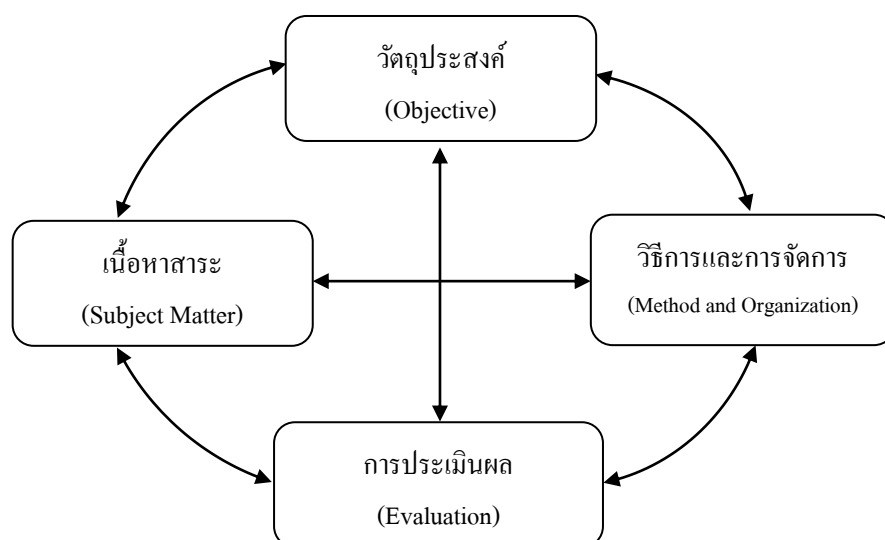 วัตถุประสงค์
(Objective)
เนื้อหาสาระ
(Subject Matter)
วิธีการและการจัดการ
(Method and Organization)
การประเมินผล
(Evaluation)